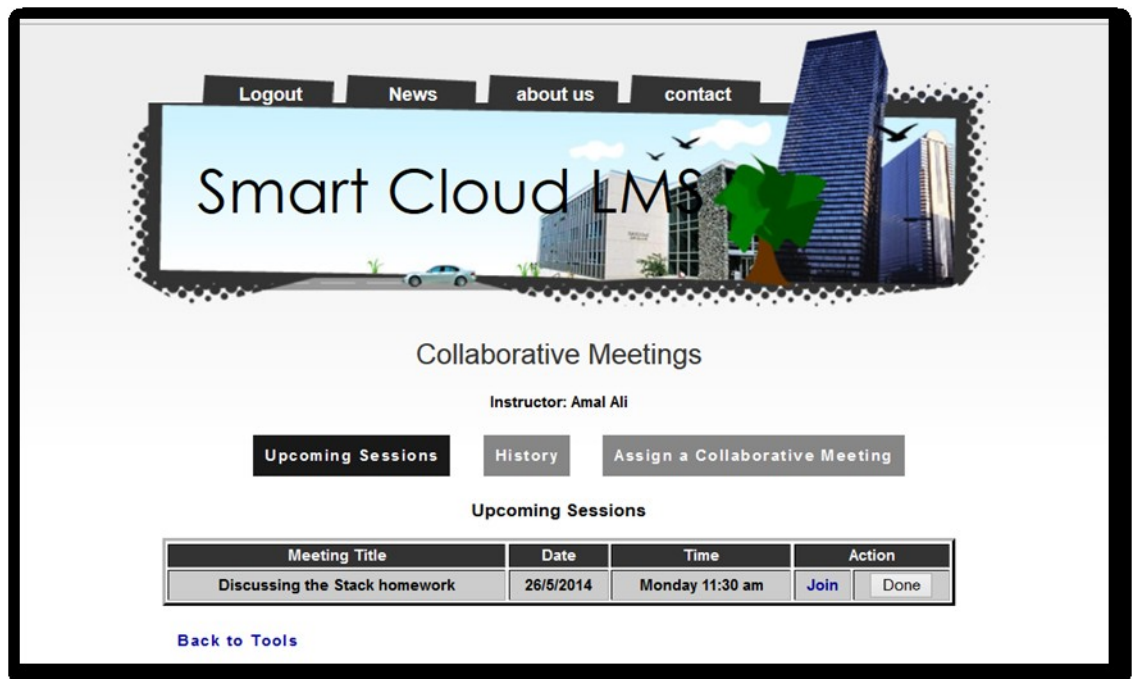 Logout News about us contact
Smart Cloud LMS
Collaborative Meetings
Instructor: Amal Ali
Upcoming Sessions History Assign a Collaborative Meeting
Upcoming Sessions
Meeting Title Date Time Action
Discussing the Stack homework 26/5/2014 Monday 11:30 am Join Done
Back to Tools